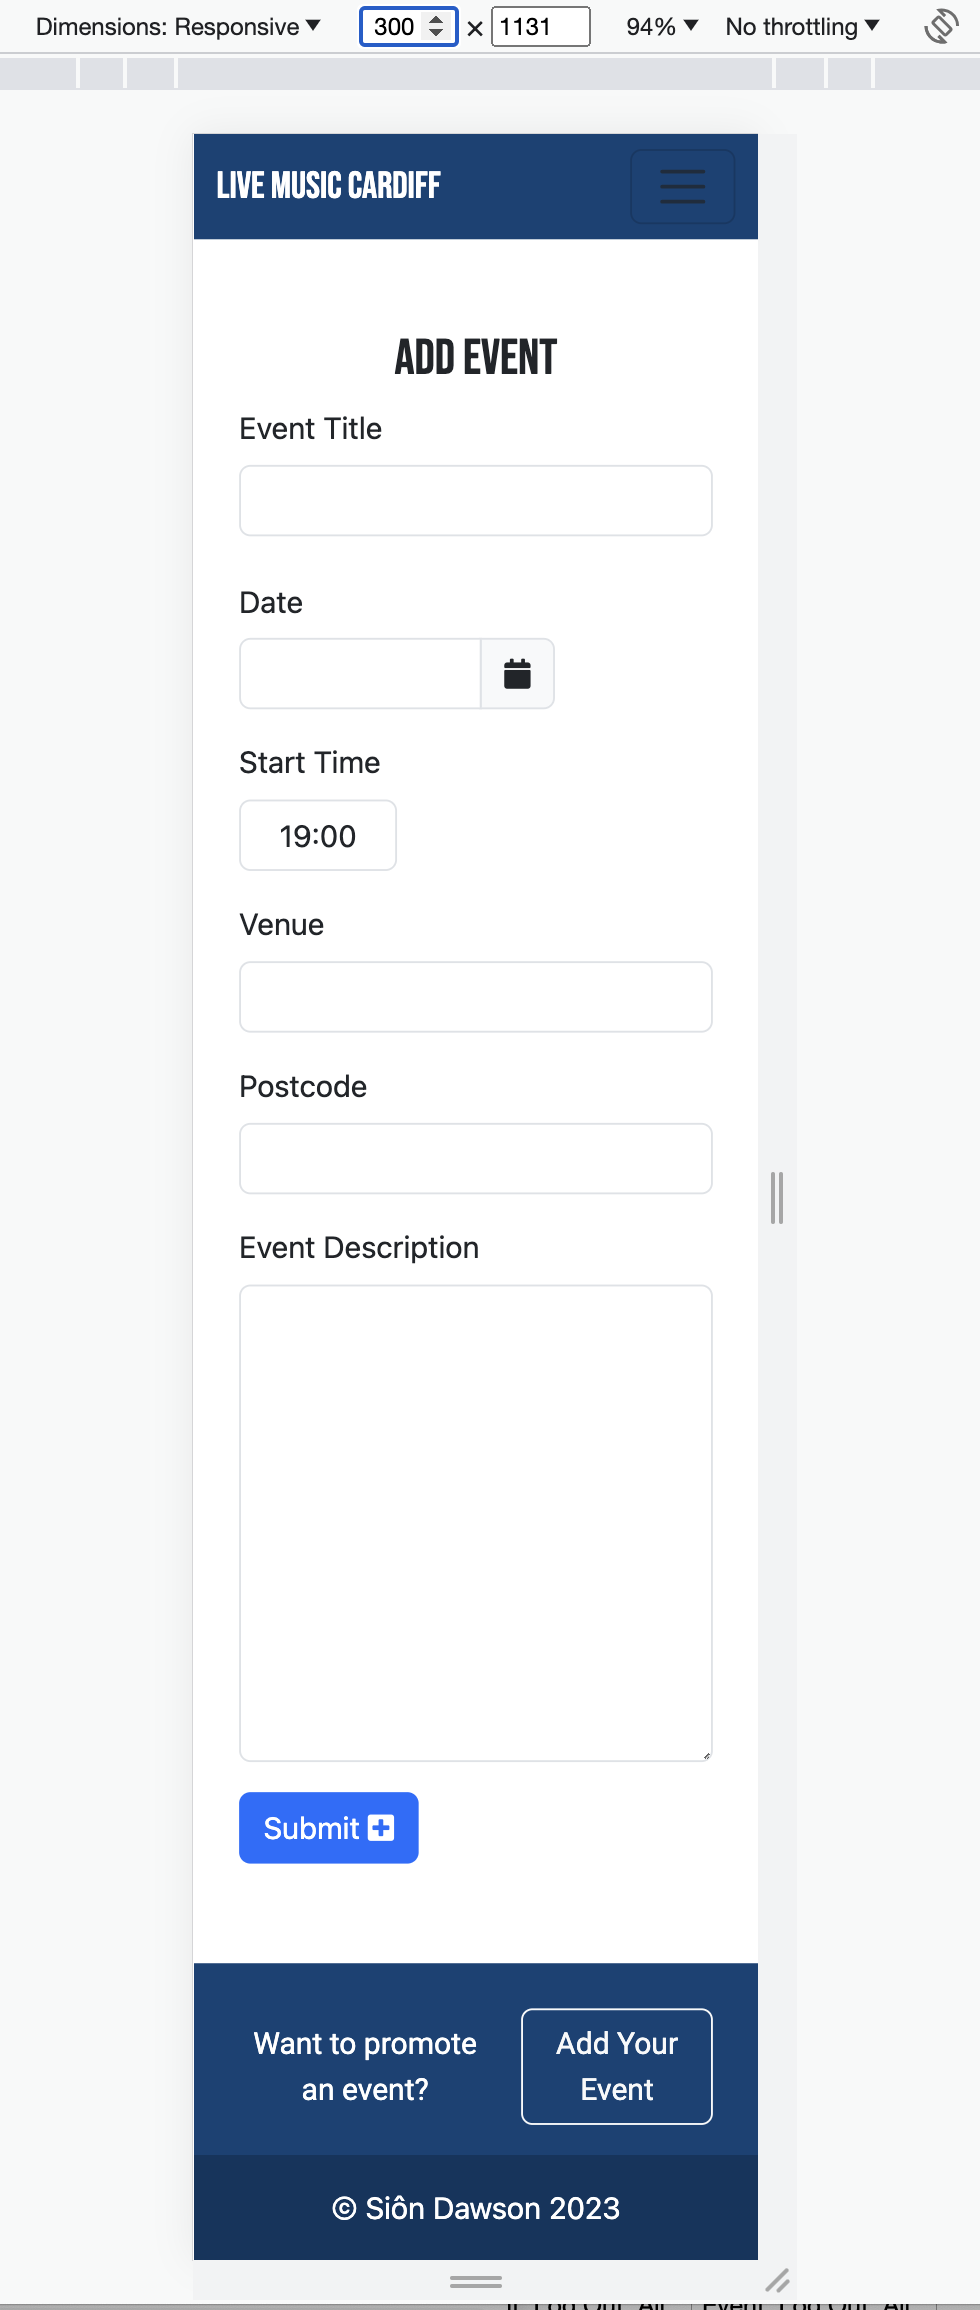 Dimensions: Responsive 300 × 1131 94% No throttling
LIVE MUSIC CARDIFF
ADD EVENT
Event Title
Date
Start Time
19:00
Venue
Postcode
Event Description
Submit
Want to promote
an event?
Add Your
Event
© Siôn Dawson 2023